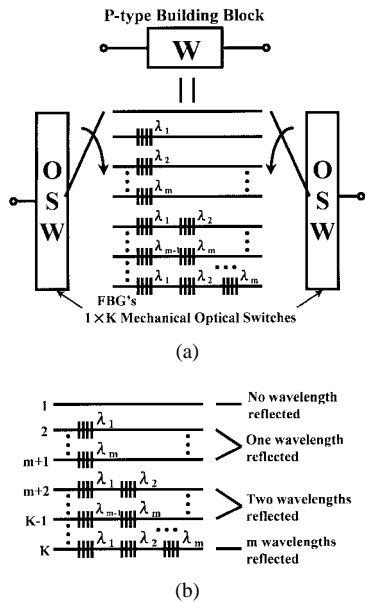 P-type Building Block
W
λ1
λ2
λm
O S W
λ1 λ2
λm-1 λm
λ1 λ2 λm
O S W
FBG's
1×K Mechanical Optical Switches
(a)
1
No wavelength reflected
2 λ1
One wavelength reflected
m+1 λm
m+2 λ1 λ2
Two wavelengths reflected
K-1 λm-1 λm
K λ1 λ2 λm
m wavelengths reflected
(b)